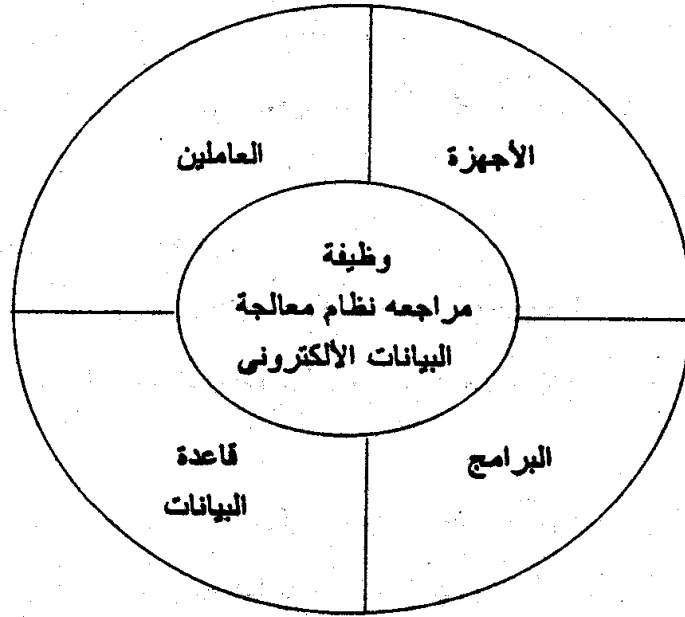 الأجهزة
العاملين
وظيفة
مراجعه نظام معالجة
البيانات الألكترونى
البرامج
قاعدة
البيانات